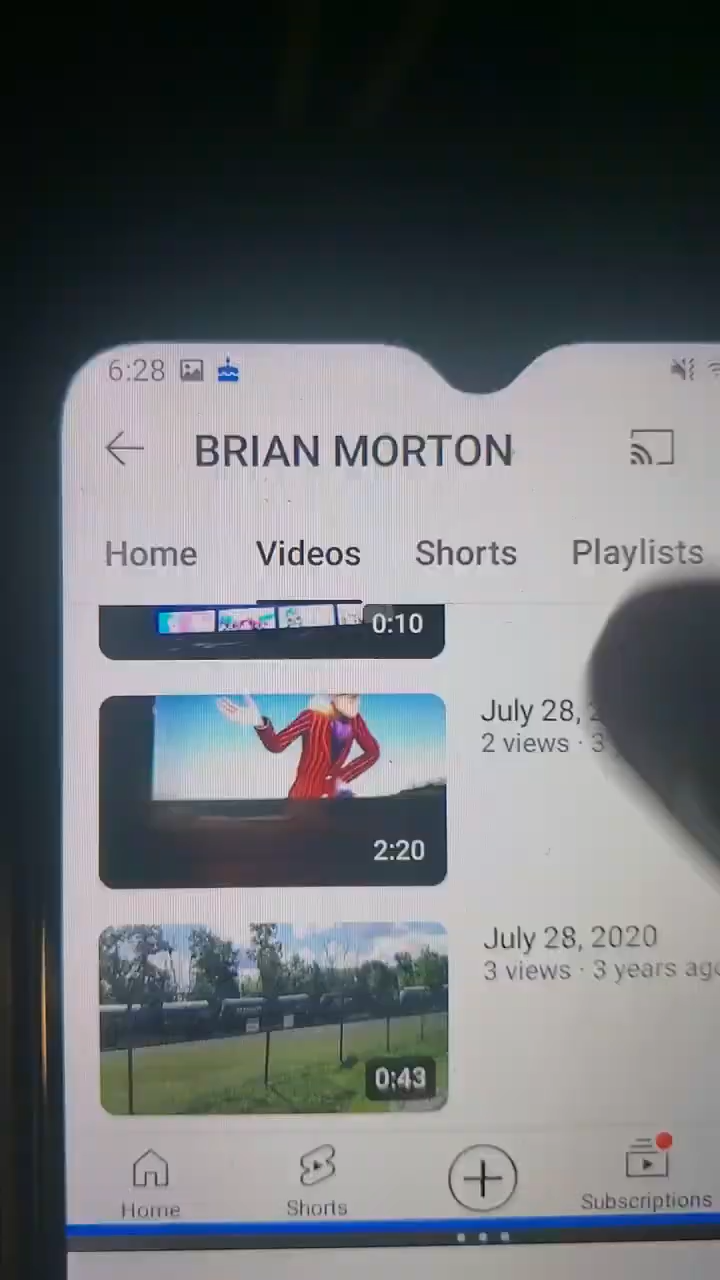 6:28
BRIAN MORTON
Home Videos Shorts Playlists
0:10
July 28,
2 views · 3
2:20
July 28, 2020
3 views · 3 years ago
0:43
Home Shorts Subscriptions